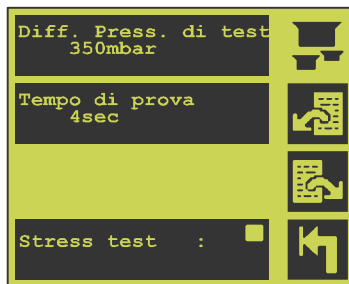 Diff. Press. di test
350mbar
Tempo di prova
4sec
Stress test :